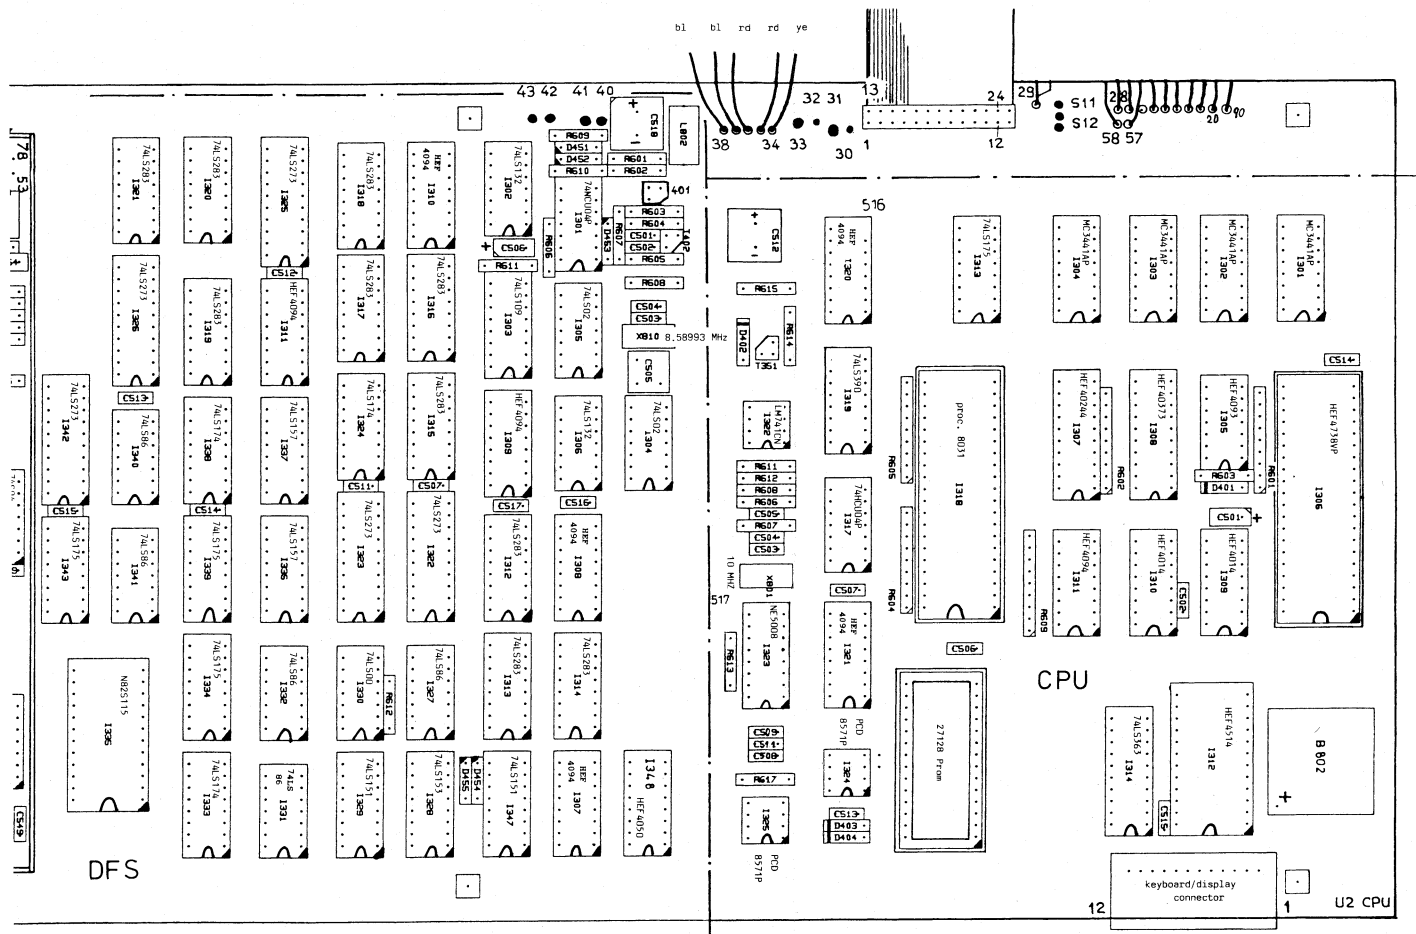 bl bl rd rd ye
43 42 41 40
38 34 33 32 31 30
13 24 1 12
29 S11 S12 28 20 90
58 57
78 53
C518
L802
R609
D451
D452
R610
R601
R602
401
R603
R604
C501
C502
R605
R607
D453
T402
R606
R608
C504
C503
X810 8.58993 MHz
C505
74LS283 I321
74LS283 I320
74LS273 I325
74LS283 I318
HEF 4094 I310
74LS132 I302
74HCU04P I301
C506
R611
C512
74LS273 I326
74LS283 I319
HEF4094 I311
74LS283 I317
74LS283 I316
74LS109 I303
74LS02 I305
C513
74LS273 I342
74LS86 I340
74LS174 I338
74LS157 I337
74LS174 I324
74LS283 I315
HEF4094 I309
74LS132 I306
74LS02 I304
C515
C514
C511
C507
C517
C516
74LS175 I343
74LS86 I341
74LS175 I339
74LS157 I336
74LS273 I323
74LS273 I322
74LS283 I312
HEF 4094 I308
N82S115 I335
74LS175 I334
74LS86 I332
74LS00 I330
R612
74LS86 I327
74LS283 I313
74LS283 I314
74LS174 I333
74LS 86 I331
74LS151 I329
74LS153 I328
D455
D454
74LS151 I347
HEF 4094 I307
I348 HEF4050
C549
DFS
516
C512
HEF 4094 I320
74LS175 I313
MC3441AP I304
MC3441AP I303
MC3441AP I302
MC3441AP I301
R615
D402
T351
R614
74LS390 I319
C514
LM741CN I322
R605
proc. 8031 I318
HEF40244 I307
R602
HEF40373 I308
HEF4093 I305
R603
D401
R601
HEF4738VP I306
R611
R612
R608
R606
C505
R607
C504
C503
74HCU04P I317
C501
10 MHZ X801
C507
R604
R609
HEF4094 I311
HEF4014 I310
C502
HEF4014 I309
517
R613
NE5008 I323
HEF 4094 I321
C506
CPU
C509
C511
C508
R617
PCD 8571P
I324
27128 Prom
74LS363 I314
HEF4514 I312
C515
B802
I325
C513
D403
D404
PCD 8571P
keyboard/display
connector
12 1
U2 CPU